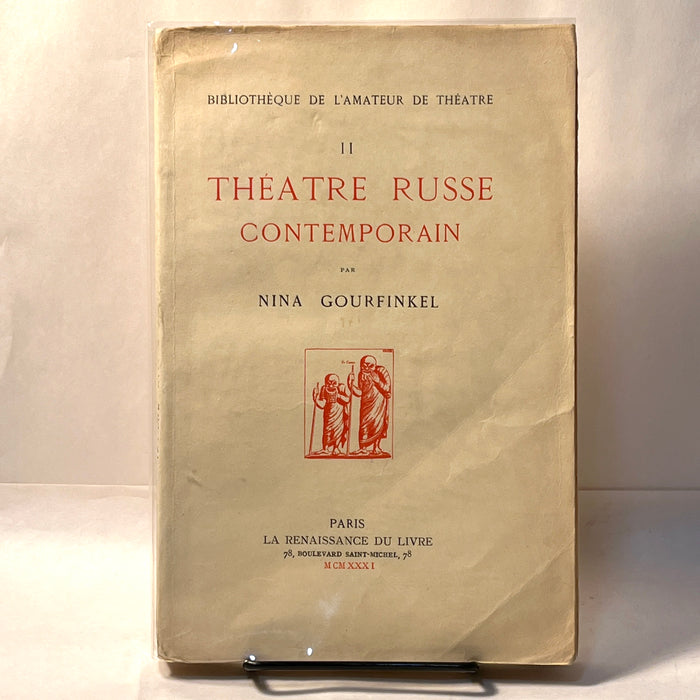 BIBLIOTHÈQUE DE L'AMATEUR DE THÉATRE
II
THÉATRE RUSSE
CONTEMPORAIN
PAR
NINA GOURFINKEL
PARIS
LA RENAISSANCE DU LIVRE
78, BOULEVARD SAINT-MICHEL, 78
MCMXXXI